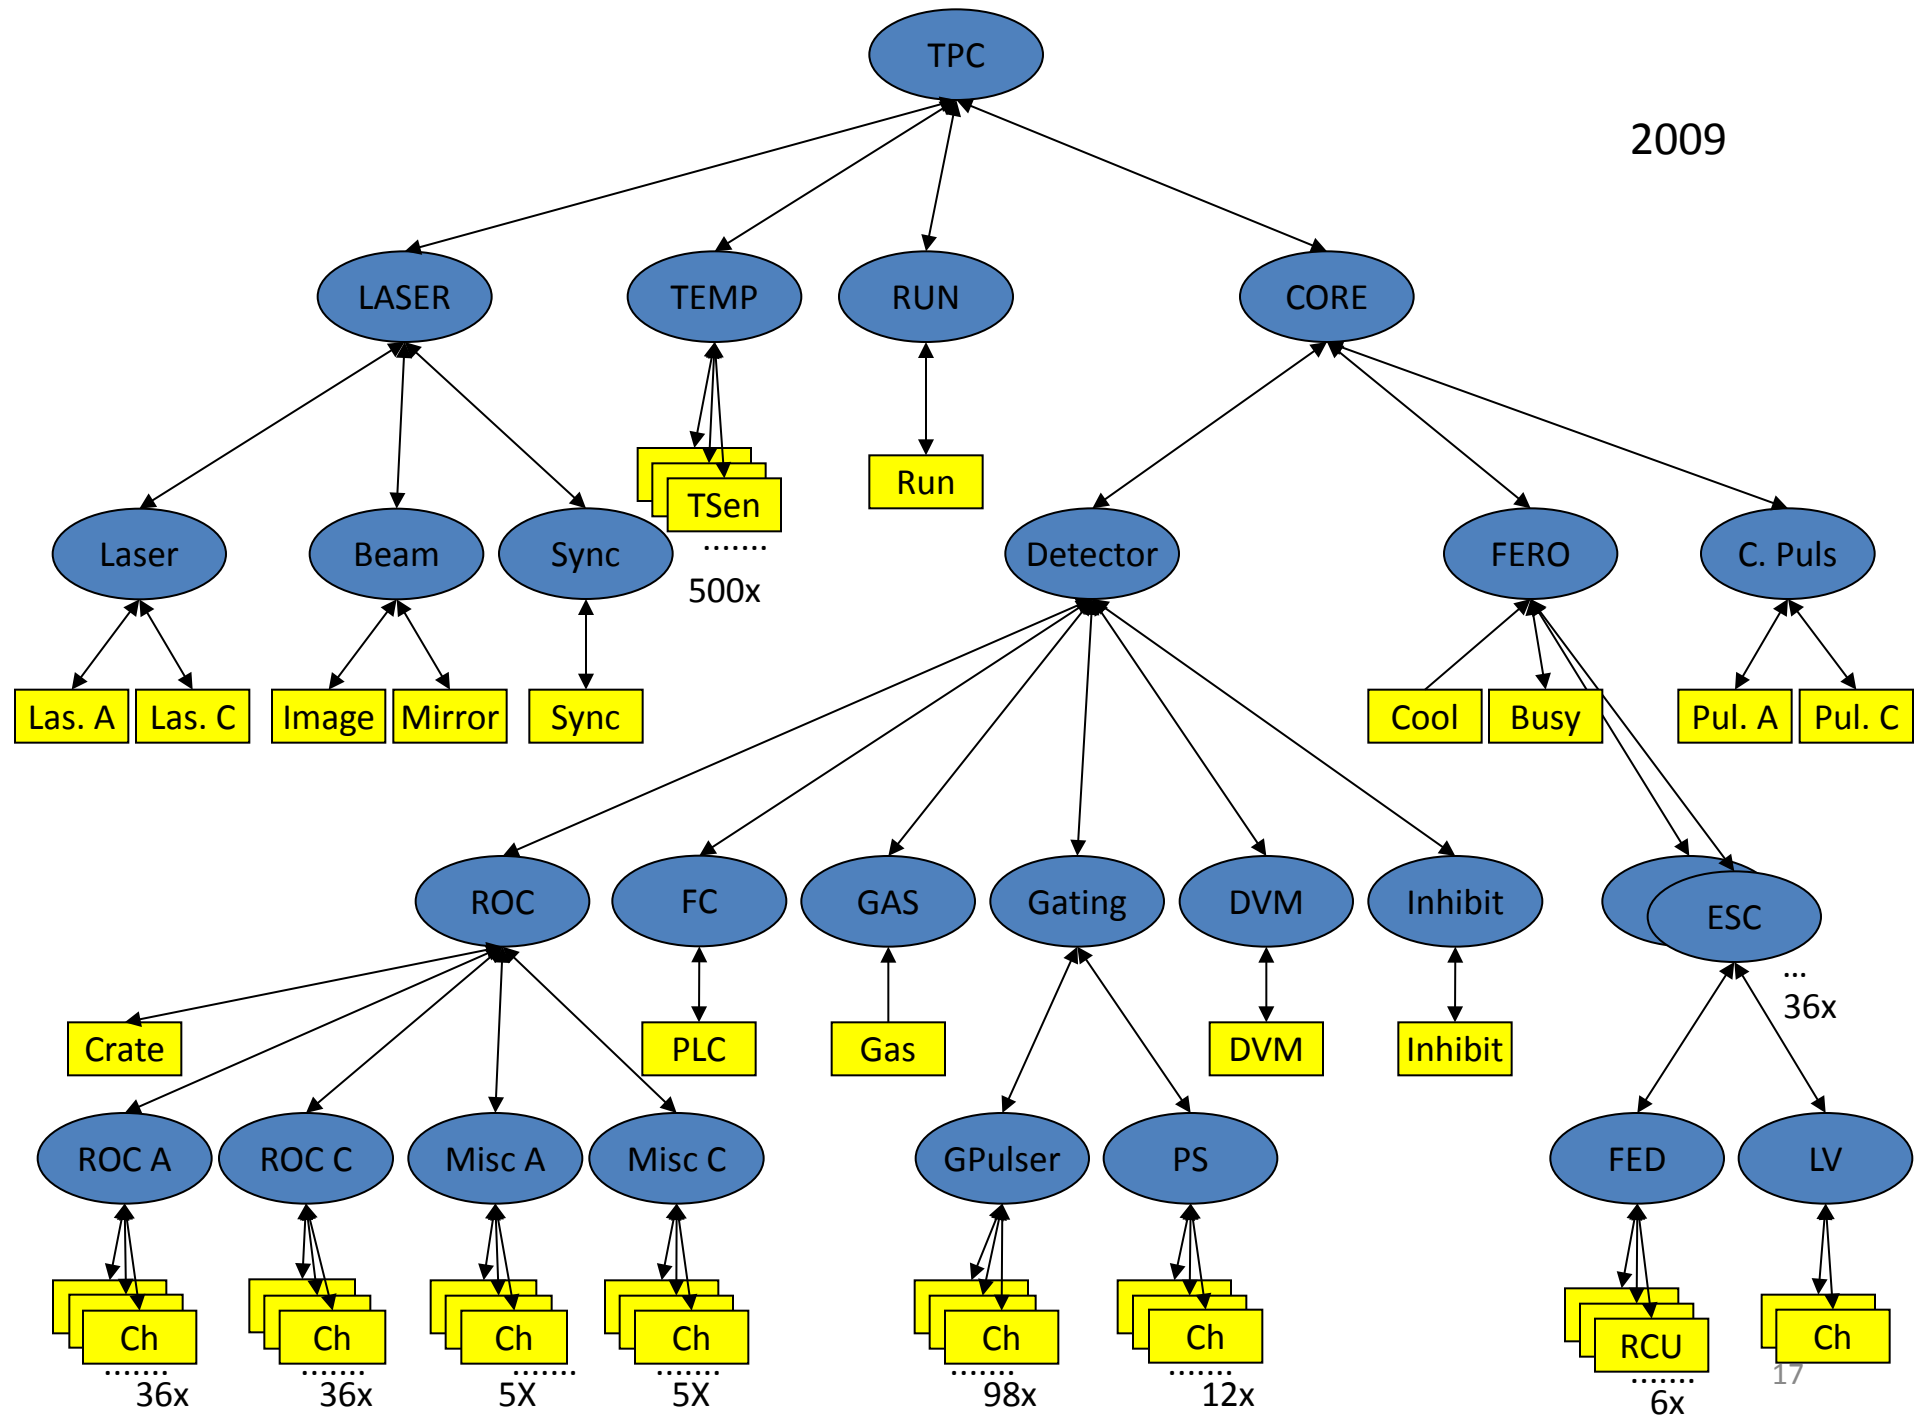 TPC
2009
LASER
TEMP
RUN
CORE
Run
TSen
.......
500x
Laser
Beam
Sync
Detector
FERO
C. Puls
Las. A
Las. C
Image
Mirror
Sync
Cool
Busy
Pul. A
Pul. C
ROC
FC
GAS
Gating
DVM
Inhibit
ESC
...
36x
Crate
PLC
Gas
DVM
Inhibit
ROC A
ROC C
Misc A
Misc C
GPulser
PS
FED
LV
Ch
Ch
Ch
Ch
Ch
Ch
RCU
Ch
.......
.......
.......
.......
.......
.......
.......
36x
36x
5X
5X
98x
12x
6x
17